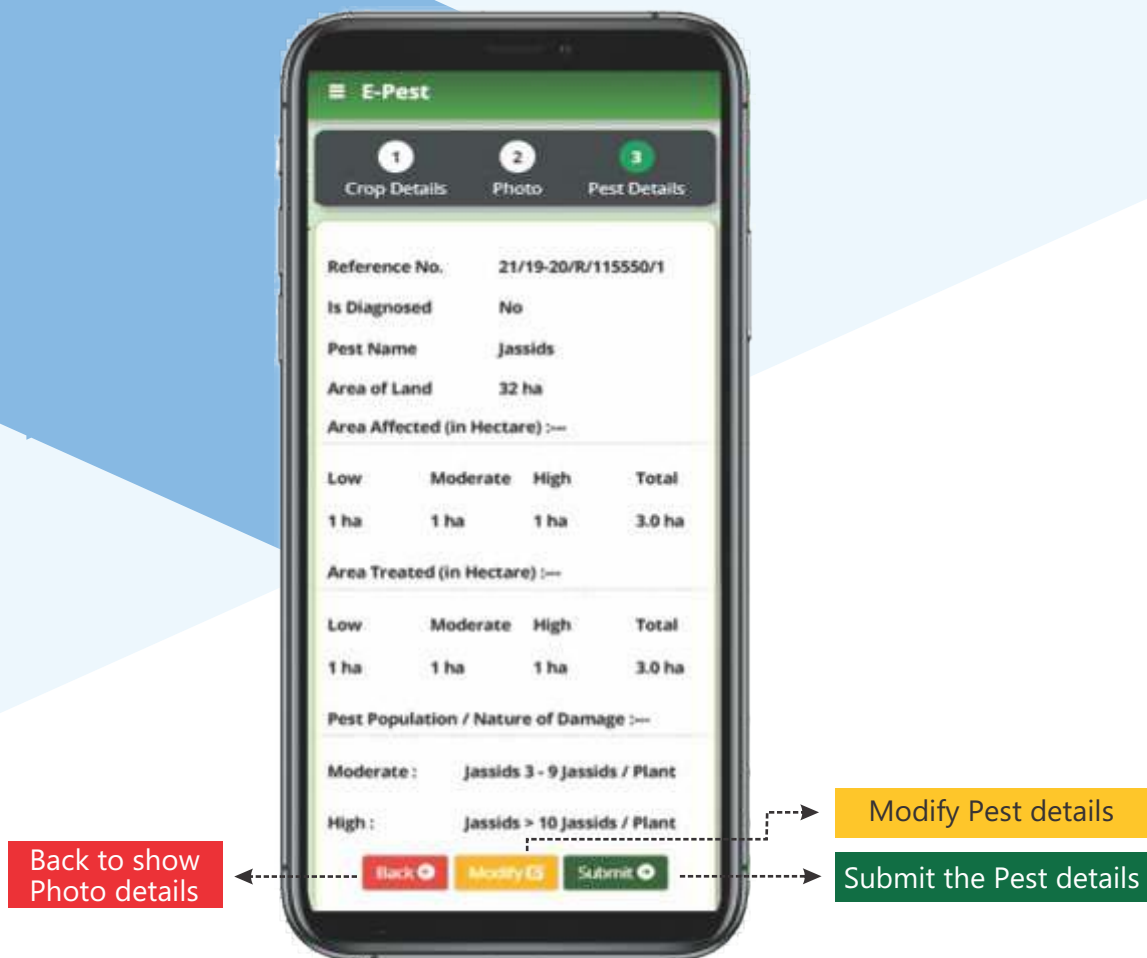 E-Pest
1 2 3
Crop Details Photo Pest Details
Reference No. 21/19-20/R/115550/1
Is Diagnosed No
Pest Name Jassids
Area of Land 32 ha
Area Affected (in Hectare) :---
Low Moderate High Total
1 ha 1 ha 1 ha 3.0 ha
Area Treated (in Hectare) :---
Low Moderate High Total
1 ha 1 ha 1 ha 3.0 ha
Pest Population / Nature of Damage :---
Moderate : Jassids 3 - 9 Jassids / Plant
High : Jassids > 10 Jassids / Plant
Back Modify Submit
Back to show
Photo details
Modify Pest details
Submit the Pest details